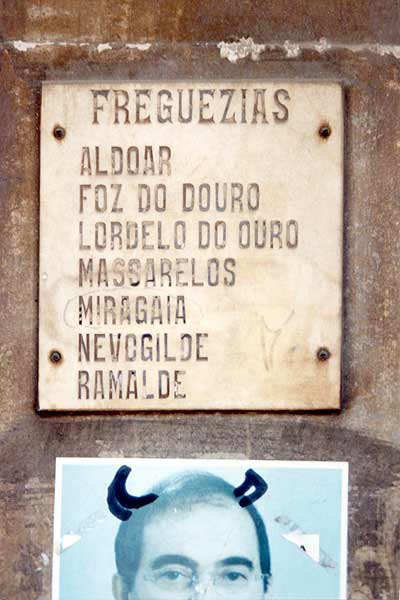 FREGUEZIAS
ALDOAR
FOZ DO DOURO
LORDELO DO OURO
MASSARELOS
MIRAGAIA
NEVOGILDE
RAMALDE